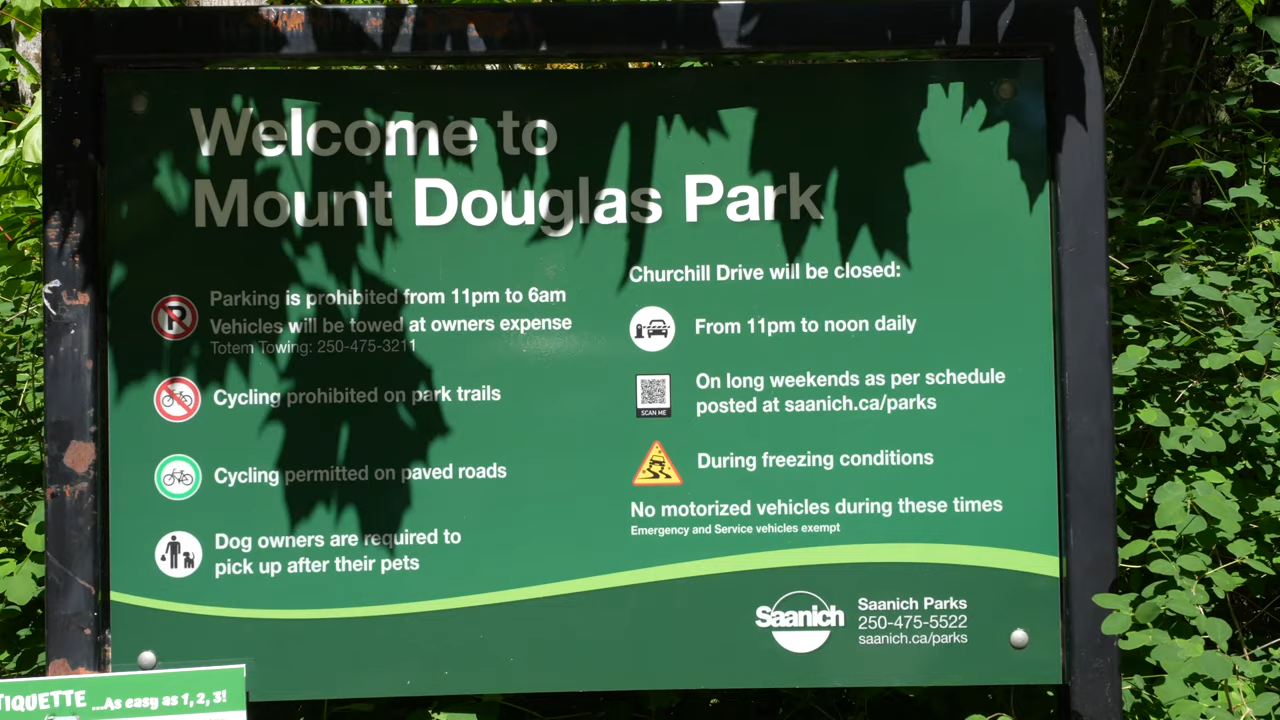 Welcome to
Mount Douglas Park
Parking is prohibited from 11pm to 6am
Vehicles will be towed at owners expense
Totem Towing: 250-475-3211
Cycling prohibited on park trails
Cycling permitted on paved roads
Dog owners are required to
pick up after their pets
Churchill Drive will be closed:
From 11pm to noon daily
SCAN ME
On long weekends as per schedule
posted at saanich.ca/parks
During freezing conditions
No motorized vehicles during these times
Emergency and Service vehicles exempt
Saanich
Saanich Parks
250-475-5522
saanich.ca/parks
TIQUETTE ...As easy as 1, 2, 3!